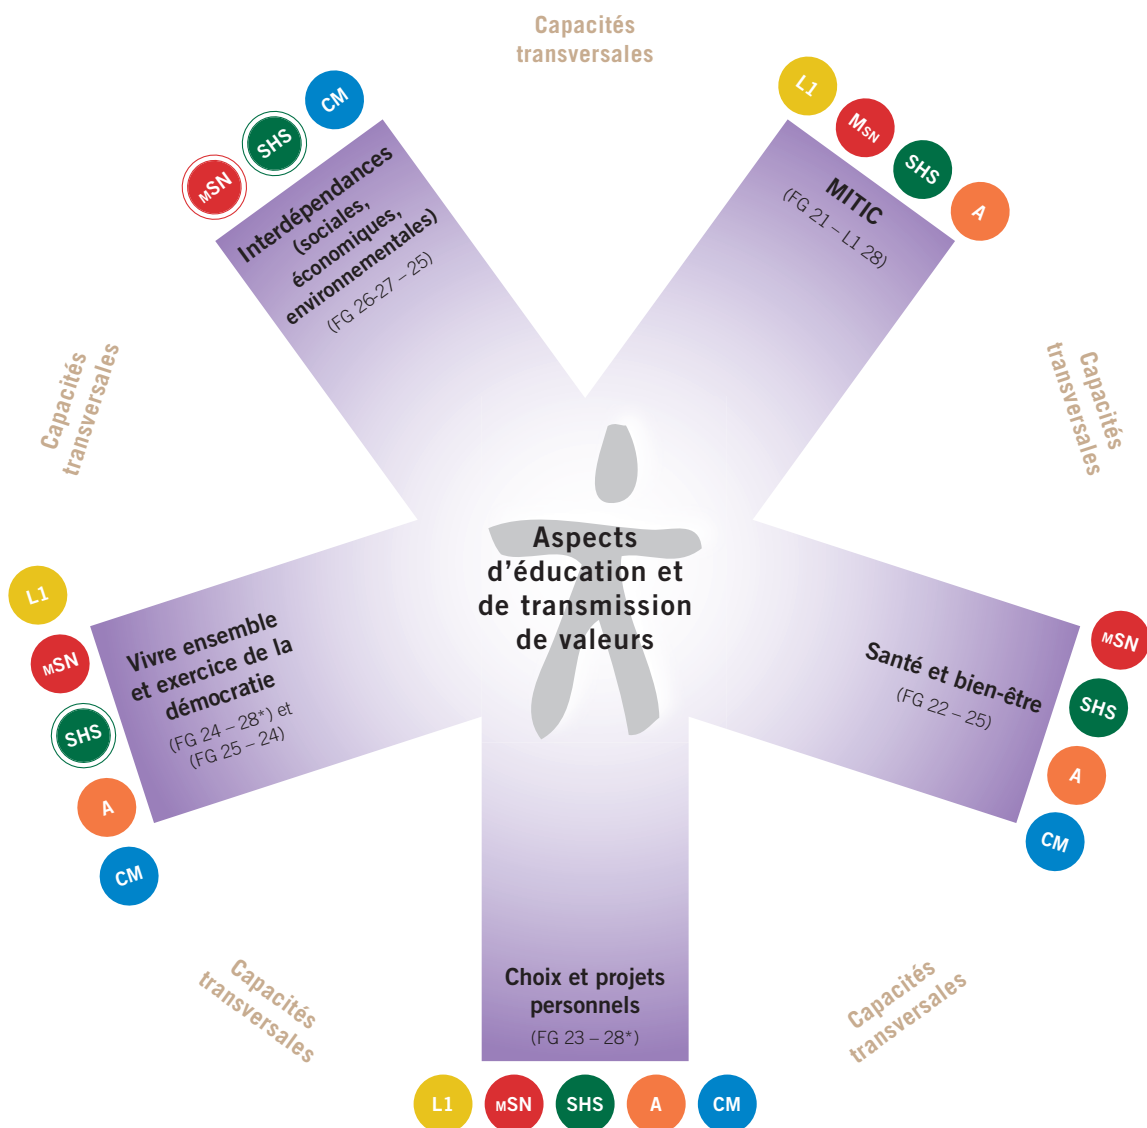 Capacités
transversales
CM
SHS
MSN
Interdépendances
(sociales,
économiques,
environnementales)
(FG 26-27 – 25)
L1
MSN
SHS
A
MITIC
(FG 21 – L1 28)
Capacités
transversales
Capacités
transversales
Aspects
d’éducation et
de transmission
de valeurs
L1
MSN
SHS
A
CM
Vivre ensemble
et exercice de la
démocratie
(FG 24 – 28*) et
(FG 25 – 24)
Santé et bien-être
(FG 22 – 25)
MSN
SHS
A
CM
Capacités
transversales
Choix et projets
personnels
(FG 23 – 28*)
Capacités
transversales
L1
MSN
SHS
A
CM